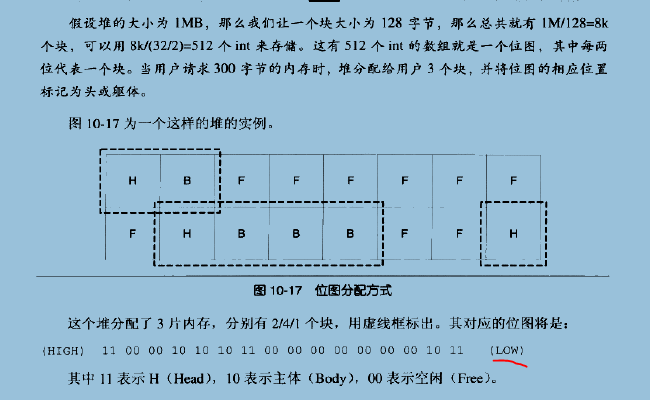 假设堆的大小为 1MB，那么我们让一个块大小为 128 字节，那么总共就有 1M/128=8k
个块，可以用 8k/(32/2)=512 个 int 来存储。这有 512 个 int 的数组就是一个位图，其中每两
位代表一个块。当用户请求 300 字节的内存时，堆分配给用户 3 个块，并将位图的相应位置
标记为头或躯体。
图 10-17 为一个这样的堆的实例。
H B F F F F F F
F H B B B F F H
图 10-17 位图分配方式
这个堆分配了 3 片内存，分别有 2/4/1 个块，用虚线框标出。其对应的位图将是：
(HIGH) 11 00 00 10 10 10 11 00 00 00 00 00 00 00 10 11 (LOW)
其中 11 表示 H（Head），10 表示主体（Body），00 表示空闲（Free）。